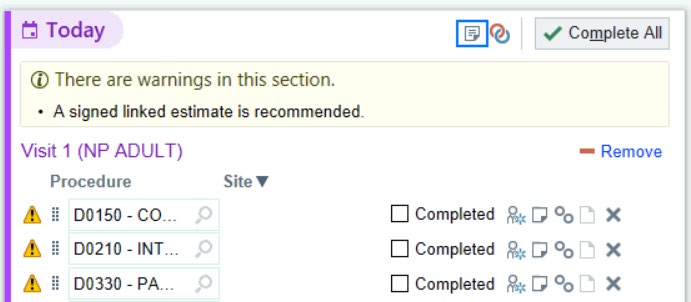 Today
Complete All
There are warnings in this section.
• A signed linked estimate is recommended.
Visit 1 (NP ADULT) Remove
Procedure Site▼
D0150 - CO... Completed
D0210 - INT... Completed
D0330 - PA... Completed